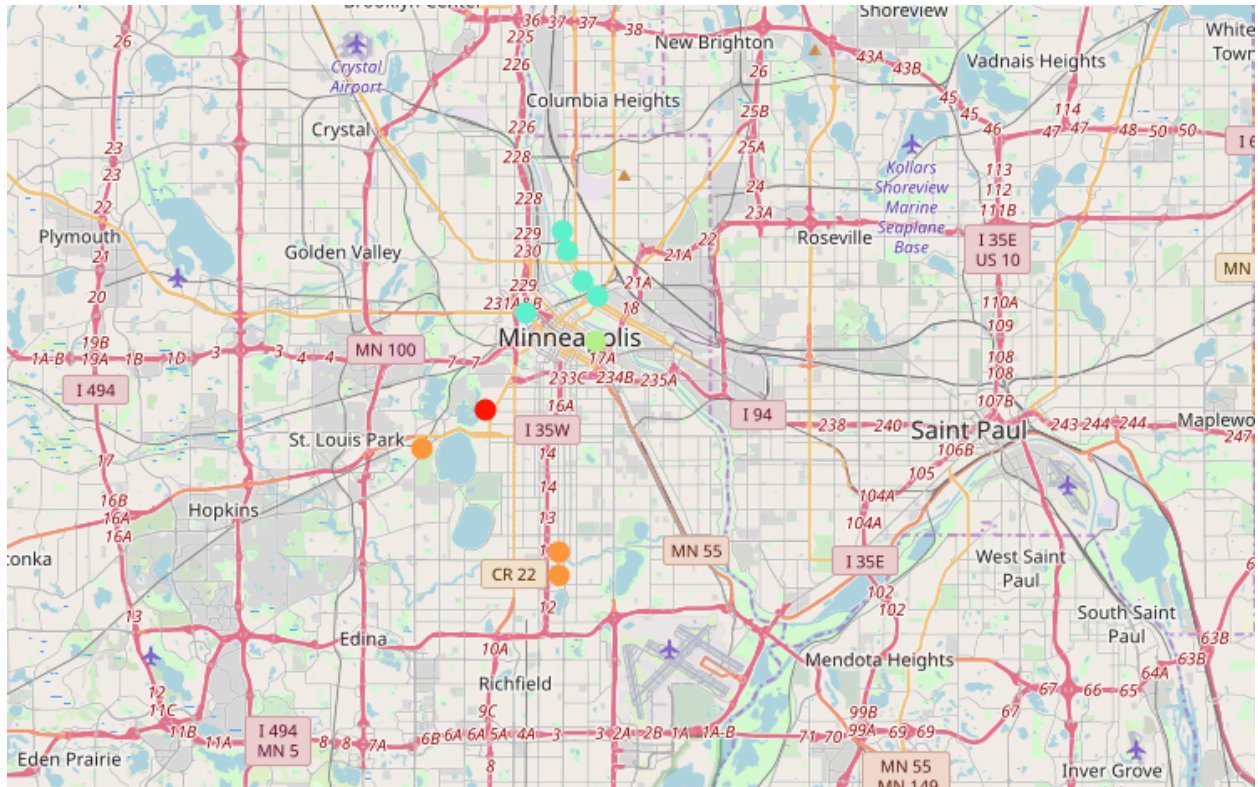 Brooklyn Center
Shoreview
26
36
37
37
38
225
226
New Brighton
43A
43B
White
Town
Vadnais Heights
Crystal
Airport
26
Columbia Heights
25B
45
45
46
114
47
47
48
50
50
Crystal
226
25A
23
23
228
24
Kollars
Shoreview
Marine
Seaplane
Base
113
112
111B
I 6
22
228
23A
Plymouth
21
229
230
22
Roseville
I 35E
US 10
Golden Valley
21A
MN
20
229
21A
110A
231A
18
109
19B
19A
1A-B
1B
1D
3
3
4
4
MN 100
7
7
Minneapolis
17A
108
108
I 494
233C
234B
235A
107B
16A
I 94
238
240
243
244
244
Maplewo
247
St. Louis Park
I 35W
Saint Paul
106B
17
14
105
16B
16A
16A
Hopkins
14
13
104A
104A
onka
CR 22
MN 55
I 35E
West Saint
Paul
102
102
13
12
South Saint
Paul
Edina
10A
63B
63B
Mendota Heights
64A
12
11C
11B
11A
Richfield
9C
67
66
65
67
I 494
MN 5
8
8
7A
6B
6A
6A
5A
4A
3
3
2A
2B
1A
1A-B
71
70
99B
99A
69
69
Eden Prairie
8
MN 55
MN 149
Inver Grove